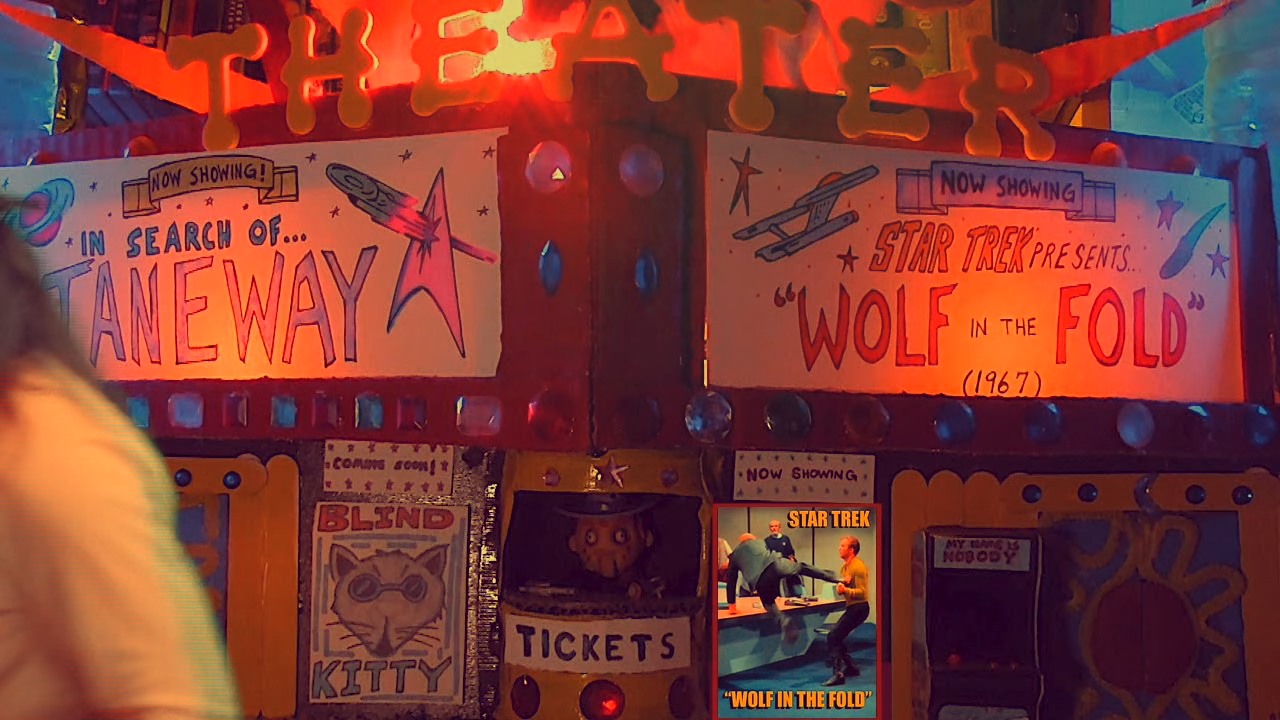 THEATER
NOW SHOWING!
IN SEARCH OF...
JANEWAY
NOW SHOWING
STAR TREK PRESENTS...
"WOLF IN THE FOLD"
(1967)
COMING SOON!
BLIND
KITTY
TICKETS
NOW SHOWING
STAR TREK
"WOLF IN THE FOLD"
MY NAME IS
NOBODY